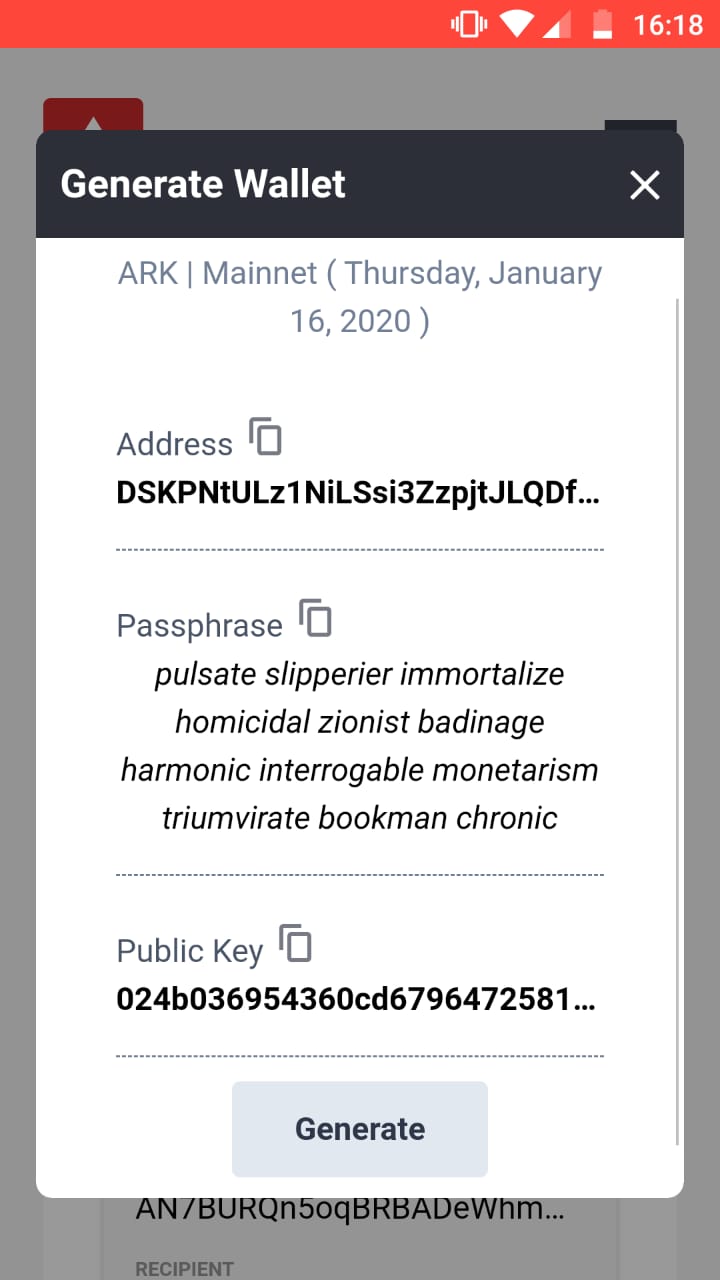 16:18
Generate Wallet
ARK | Mainnet ( Thursday, January
16, 2020 )
Address
DSKPNtULz1NiLSsi3ZzpjtJLQDf...
Passphrase
pulsate slipperier immortalize
homicidal zionist badinage
harmonic interrogable monetarism
triumvirate bookman chronic
Public Key
024b036954360cd6796472581...
Generate
AN7BURQn5oqBRBADeWhm...
RECIPIENT